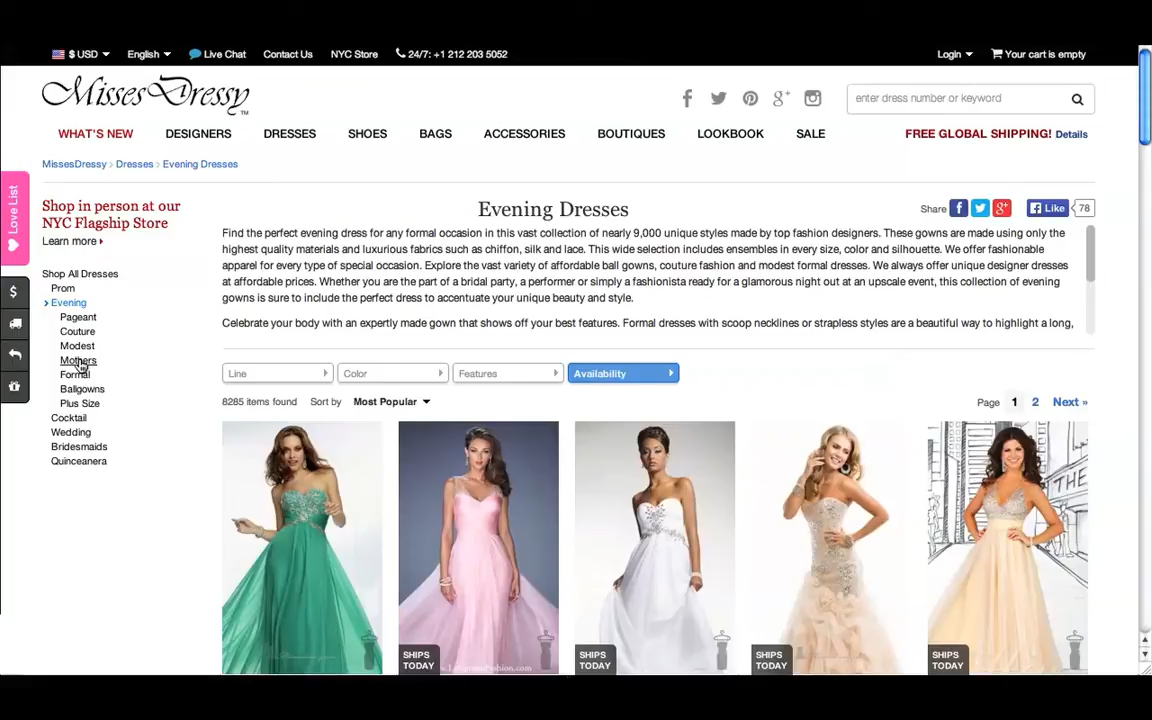 $ USD English Live Chat Contact Us NYC Store 24/7: +1 212 203 5052 Login Your cart is empty
MissesDressy™
enter dress number or keyword
WHAT'S NEW DESIGNERS DRESSES SHOES BAGS ACCESSORIES BOUTIQUES LOOKBOOK SALE FREE GLOBAL SHIPPING! Details
MissesDressy > Dresses > Evening Dresses
Love List
Shop in person at our
NYC Flagship Store
Learn more
Shop All Dresses
Prom
Evening
Pageant
Couture
Modest
Mothers
Formal
Ballgowns
Plus Size
Cocktail
Wedding
Bridesmaids
Quinceanera
Evening Dresses
Share Like 78
Find the perfect evening dress for any formal occasion in this vast collection of nearly 9,000 unique styles made by top fashion designers. These gowns are made using only the
highest quality materials and luxurious fabrics such as chiffon, silk and lace. This wide selection includes ensembles in every size, color and silhouette. We offer fashionable
apparel for every type of special occasion. Explore the vast variety of affordable ball gowns, couture fashion and modest formal dresses. We always offer unique designer dresses
at affordable prices. Whether you are the part of a bridal party, a performer or simply a fashionista ready for a glamorous night out at an upscale event, this collection of evening
gowns is sure to include the perfect dress to accentuate your unique beauty and style.
Celebrate your body with an expertly made gown that shows off your best features. Formal dresses with scoop necklines or strapless styles are a beautiful way to highlight a long,
Line Color Features Availability
8285 items found Sort by Most Popular Page 1 2 Next »
SHIPS
TODAY
SHIPS
TODAY
SHIPS
TODAY
SHIPS
TODAY